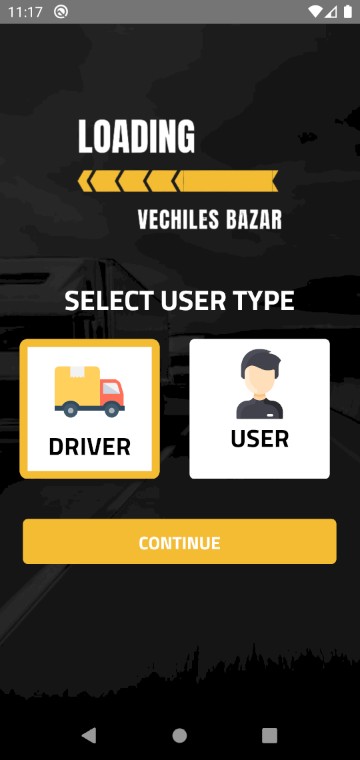 11:17
LOADING
VECHILES BAZAR
SELECT USER TYPE
DRIVER
USER
CONTINUE